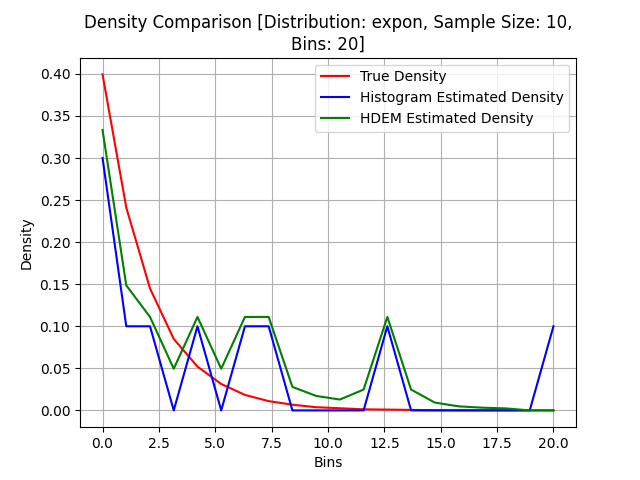 Density Comparison [Distribution: expon, Sample Size: 10,
Bins: 20]
True Density
Histogram Estimated Density
HDEM Estimated Density
Density
0.40
0.35
0.30
0.25
0.20
0.15
0.10
0.05
0.00
0.0 2.5 5.0 7.5 10.0 12.5 15.0 17.5 20.0
Bins